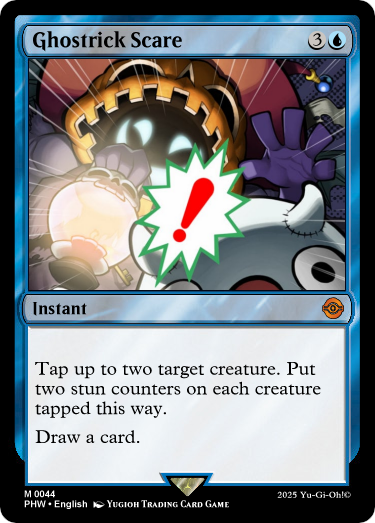 Ghostrick Scare 3
!
Instant
Tap up to two target creature. Put
two stun counters on each creature
tapped this way.
Draw a card.
M 0044
PHW • English Yugioh Trading Card Game
2025 Yu-Gi-Oh!©